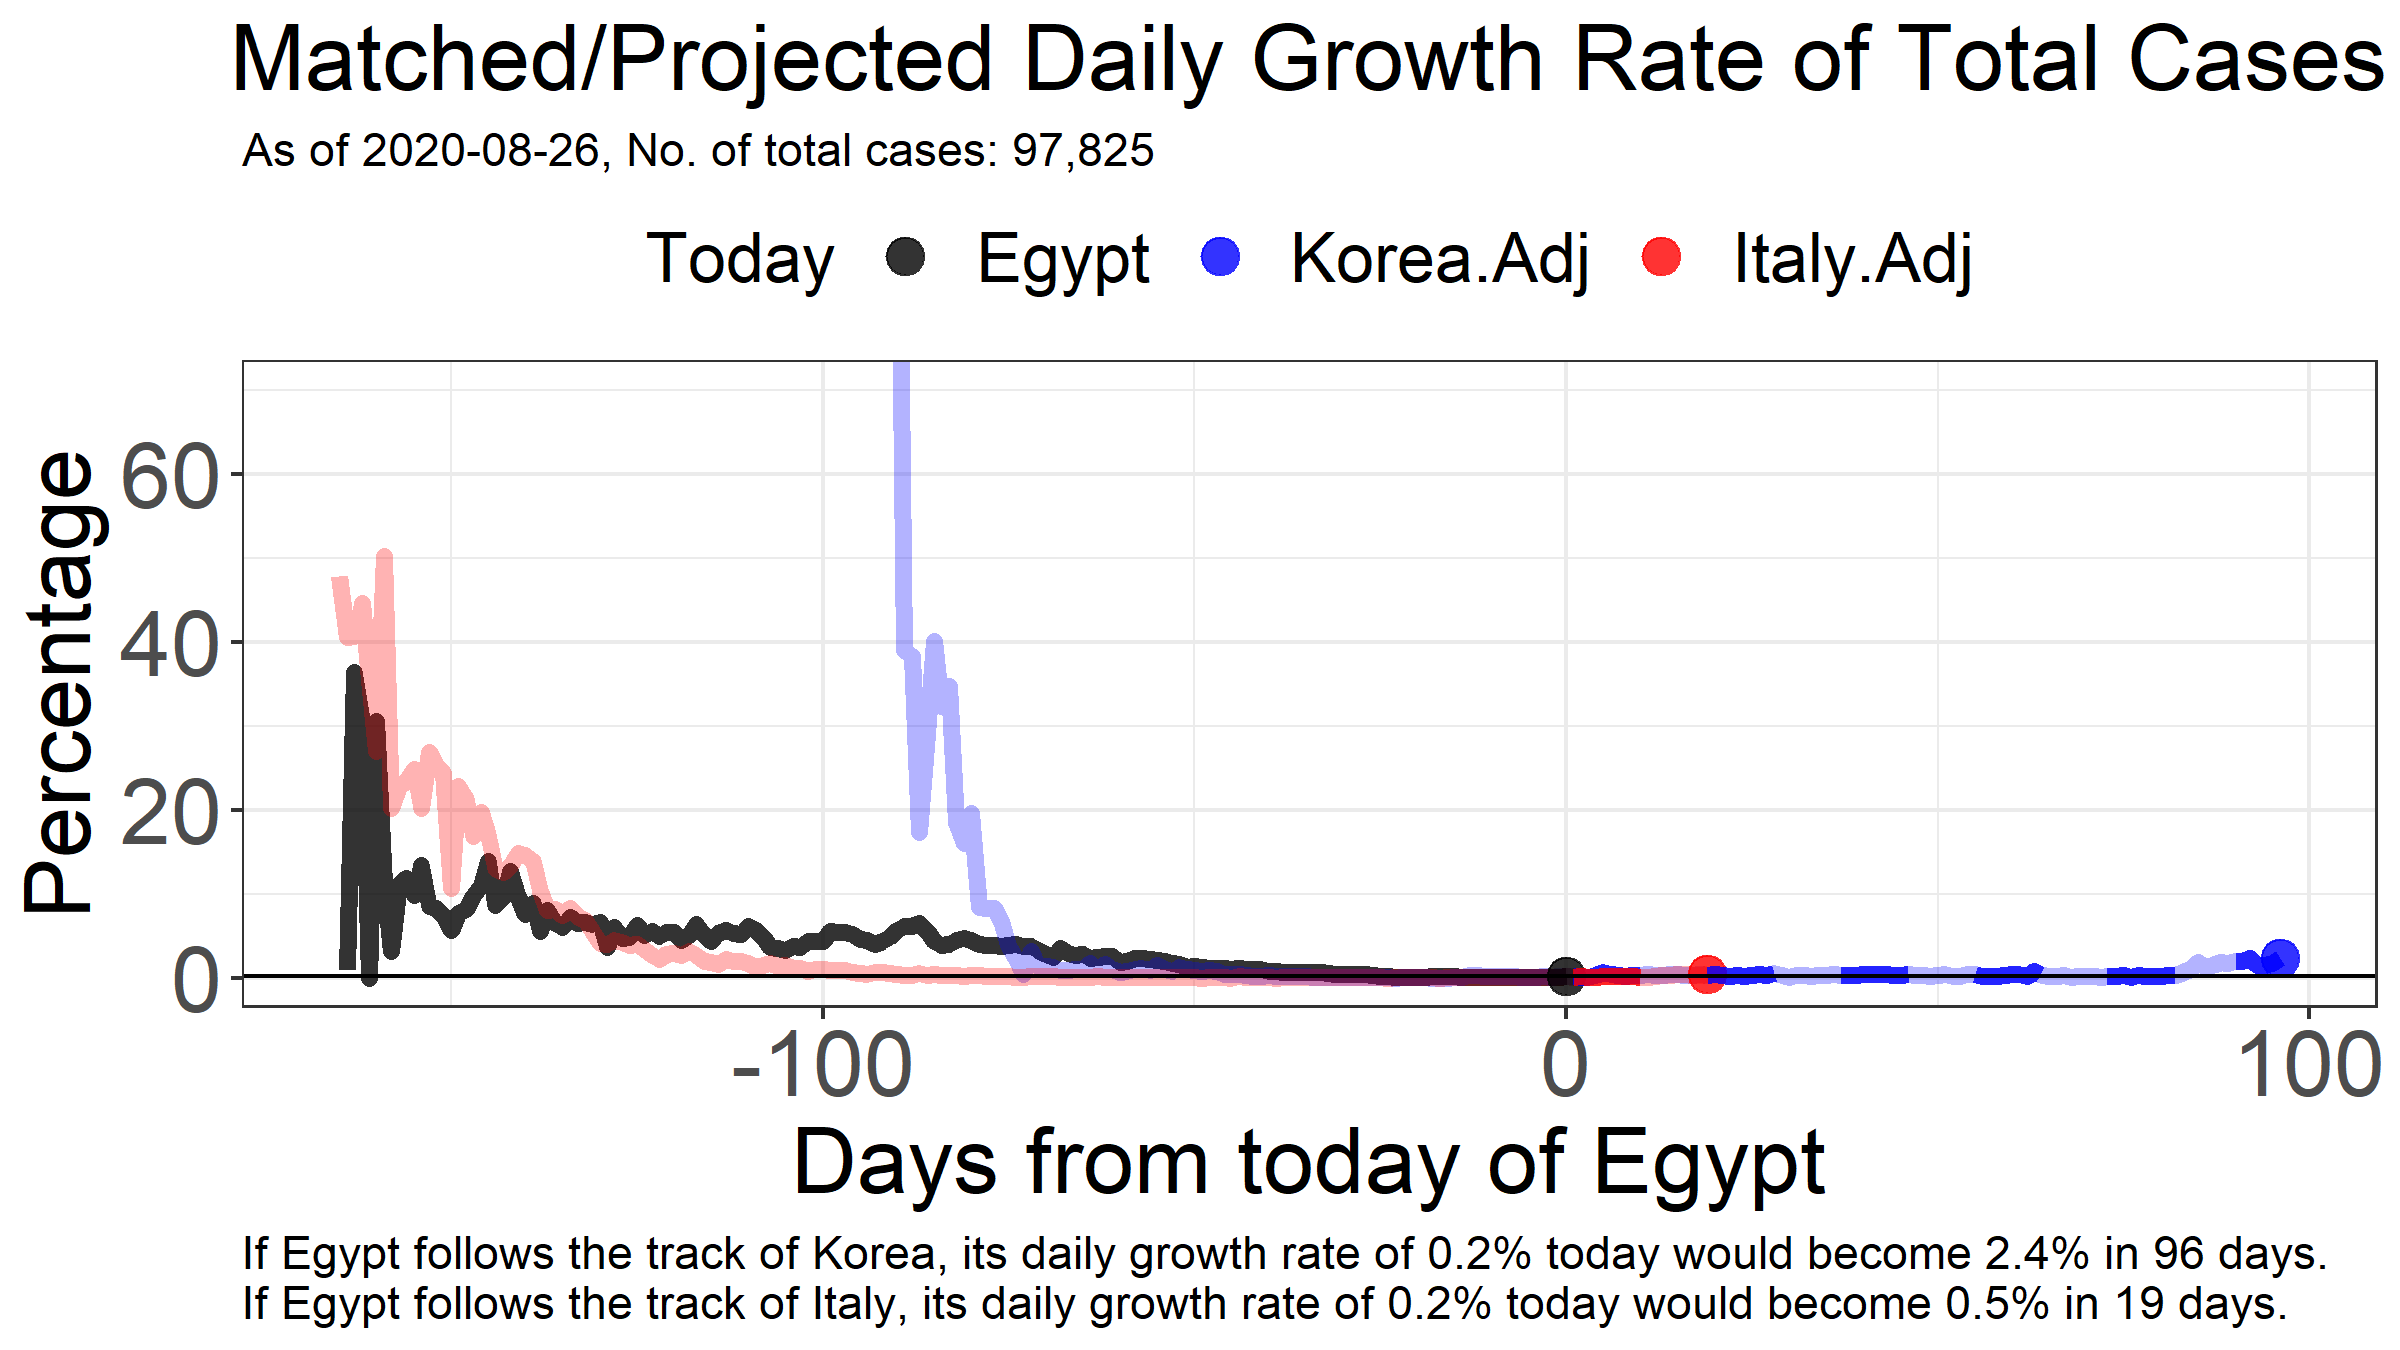 Matched/Projected Daily Growth Rate of Total Cases
As of 2020-08-26, No. of total cases: 97,825
Today Egypt Korea.Adj Italy.Adj
Percentage
60
40
20
0
-100 0 100
Days from today of Egypt
If Egypt follows the track of Korea, its daily growth rate of 0.2% today would become 2.4% in 96 days.
If Egypt follows the track of Italy, its daily growth rate of 0.2% today would become 0.5% in 19 days.